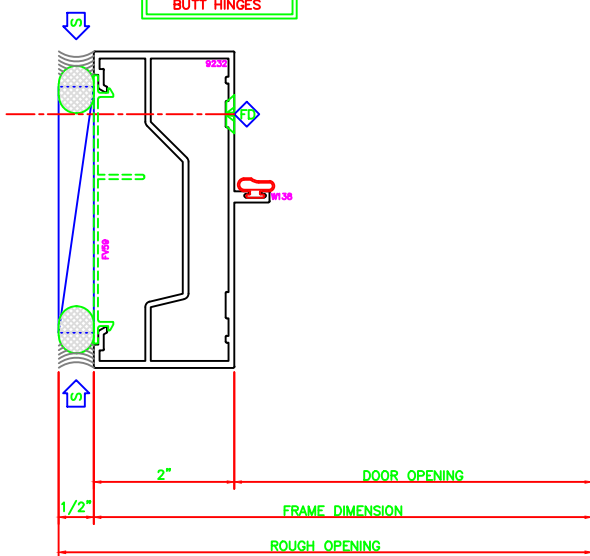 BUTT HINGES
S
9232
FD
W138
FV59
S
2"
DOOR OPENING
1/2"
FRAME DIMENSION
ROUGH OPENING